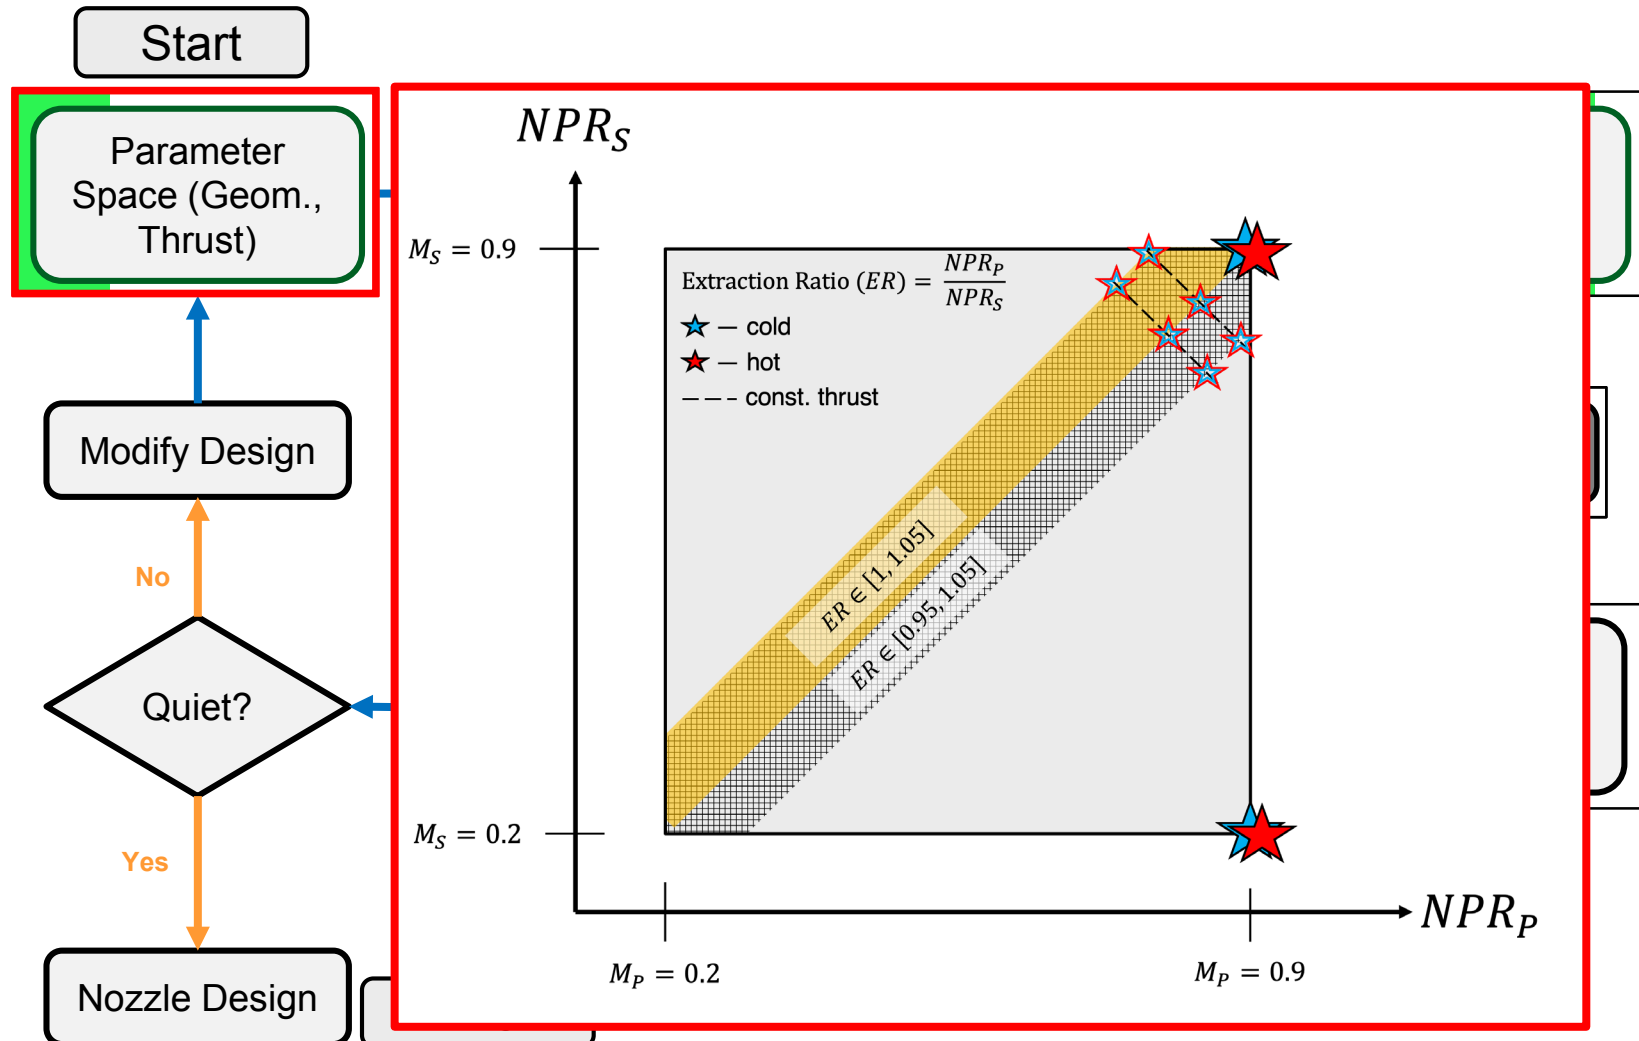 Start
Parameter
Space (Geom.,
Thrust)
Modify Design
No
Quiet?
Yes
Nozzle Design
NPR_S
M_S = 0.9
Extraction Ratio (ER) = NPR_P / NPR_S
– cold
– hot
– – – const. thrust
ER ∈ [1, 1.05]
ER ∈ [0.95, 1.05]
M_S = 0.2
NPR_P
M_P = 0.2
M_P = 0.9